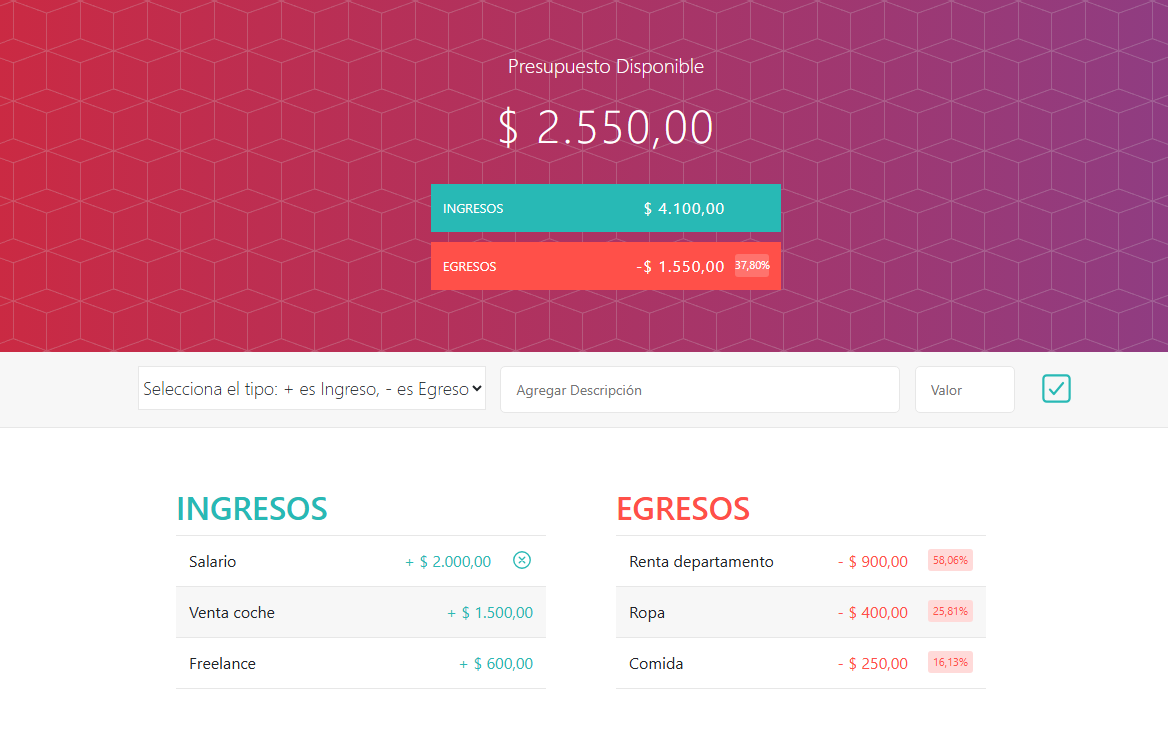 Presupuesto Disponible
$ 2.550,00
INGRESOS $ 4.100,00
EGRESOS -$ 1.550,00 37,80%
Selecciona el tipo: + es Ingreso, - es Egreso Agregar Descripción Valor
INGRESOS
Salario + $ 2.000,00
Venta coche + $ 1.500,00
Freelance + $ 600,00
EGRESOS
Renta departamento - $ 900,00 58,06%
Ropa - $ 400,00 25,81%
Comida - $ 250,00 16,13%